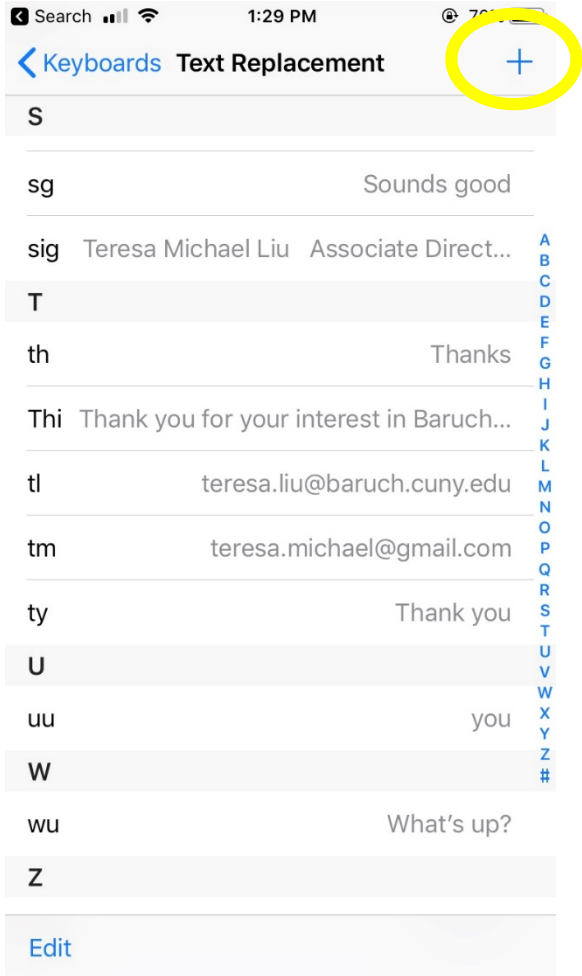 Search 1:29 PM
Keyboards Text Replacement +
S
sg Sounds good
sig Teresa Michael Liu Associate Direct...
T
th Thanks
Thi Thank you for your interest in Baruch...
tl teresa.liu@baruch.cuny.edu
tm teresa.michael@gmail.com
ty Thank you
U
uu you
W
wu What's up?
Z
Edit
A
B
C
D
E
F
G
H
I
J
K
L
M
N
O
P
Q
R
S
T
U
V
W
X
Y
Z
#